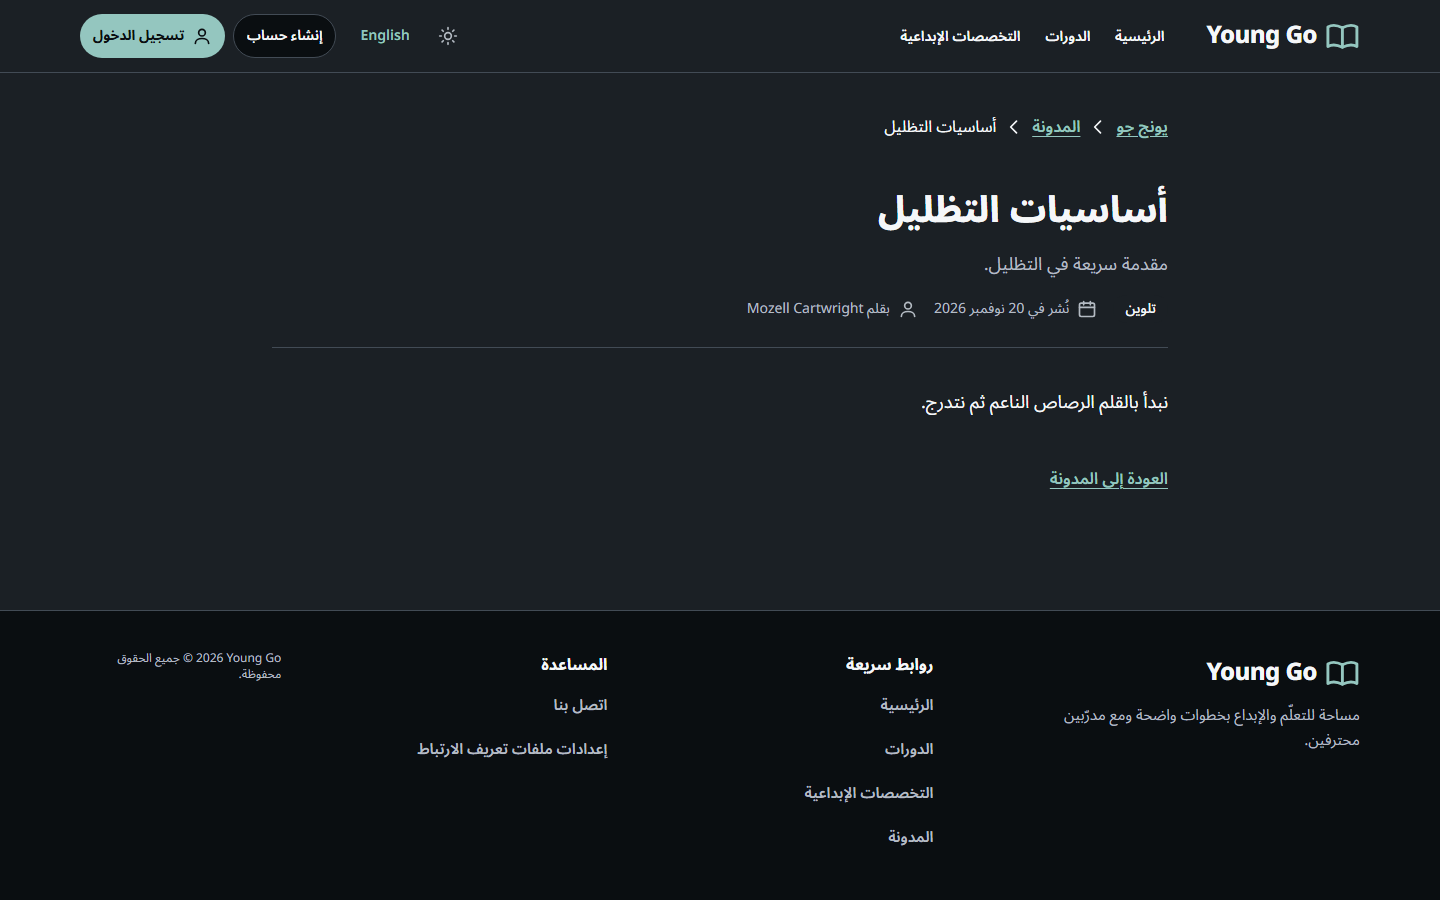 Young Go
الرئيسية
الدورات
التخصصات الإبداعية
English
إنشاء حساب
تسجيل الدخول
يونج جو
المدونة
أساسيات التظليل
أساسيات التظليل
مقدمة سريعة في التظليل.
تلوين
نُشر في 20 نوفمبر 2026
بقلم Mozell Cartwright
نبدأ بالقلم الرصاص الناعم ثم نتدرج.
العودة إلى المدونة
Young Go
مساحة للتعلّم والإبداع بخطوات واضحة ومع مدرّبين
محترفين.
روابط سريعة
الرئيسية
الدورات
التخصصات الإبداعية
المدونة
المساعدة
اتصل بنا
إعدادات ملفات تعريف الارتباط
2026 Young Go © جميع الحقوق
محفوظة.